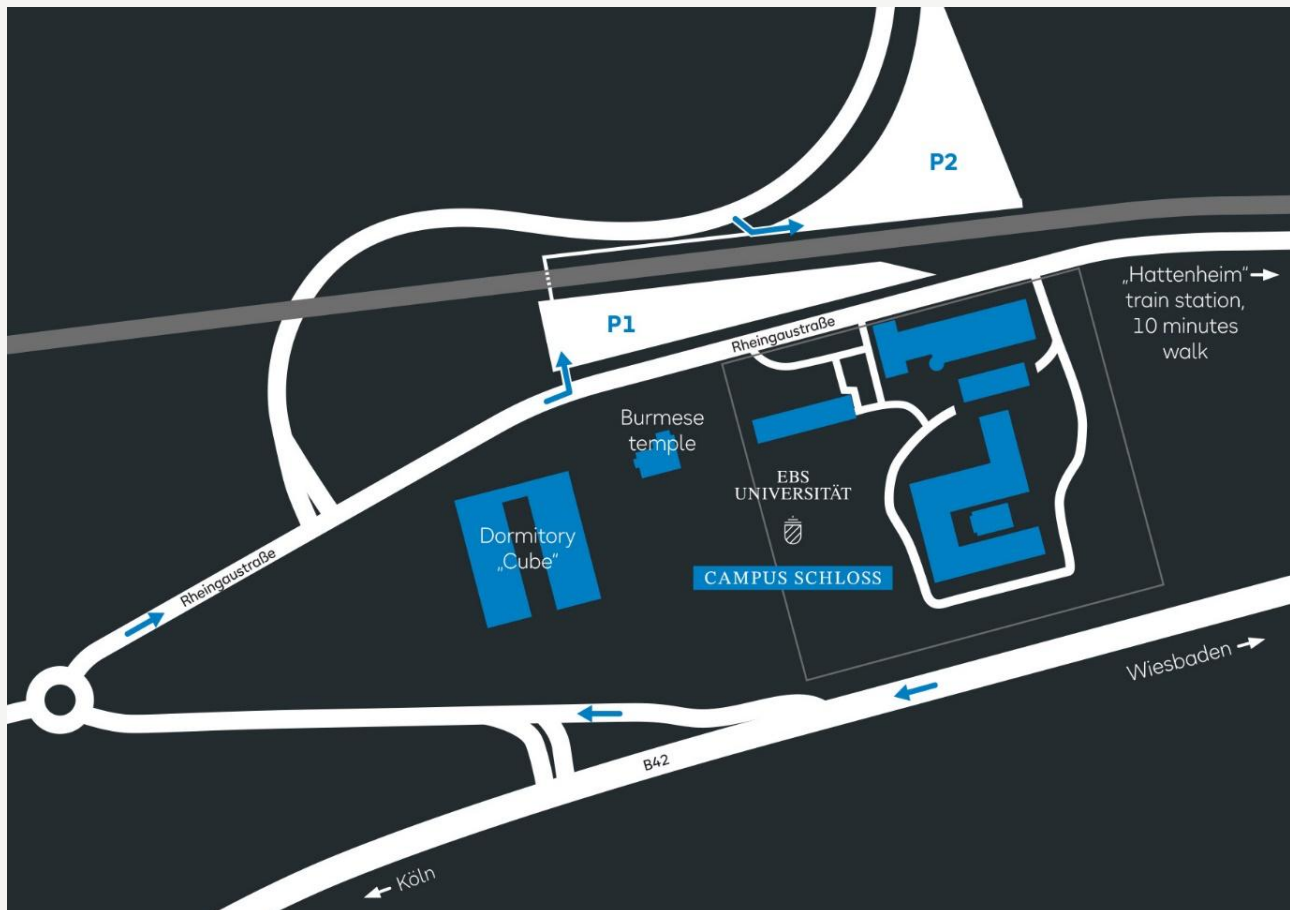 P2
„Hattenheim“
train station,
10 minutes
walk
P1
Rheingaustraße
Burmese
temple
EBS
UNIVERSITÄT
Dormitory
„Cube“
CAMPUS SCHLOSS
Rheingaustraße
Wiesbaden
B42
Köln